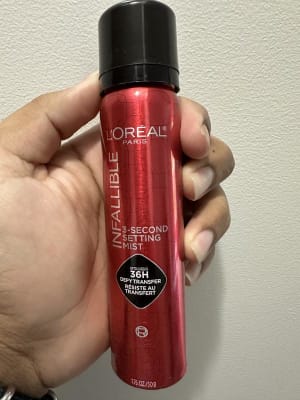 L'ORÉAL
PARIS
INFALLIBLE
3-SECOND
SETTING
MIST
36H
DEFY TRANSFER
RÉSISTE AU
TRANSFERT